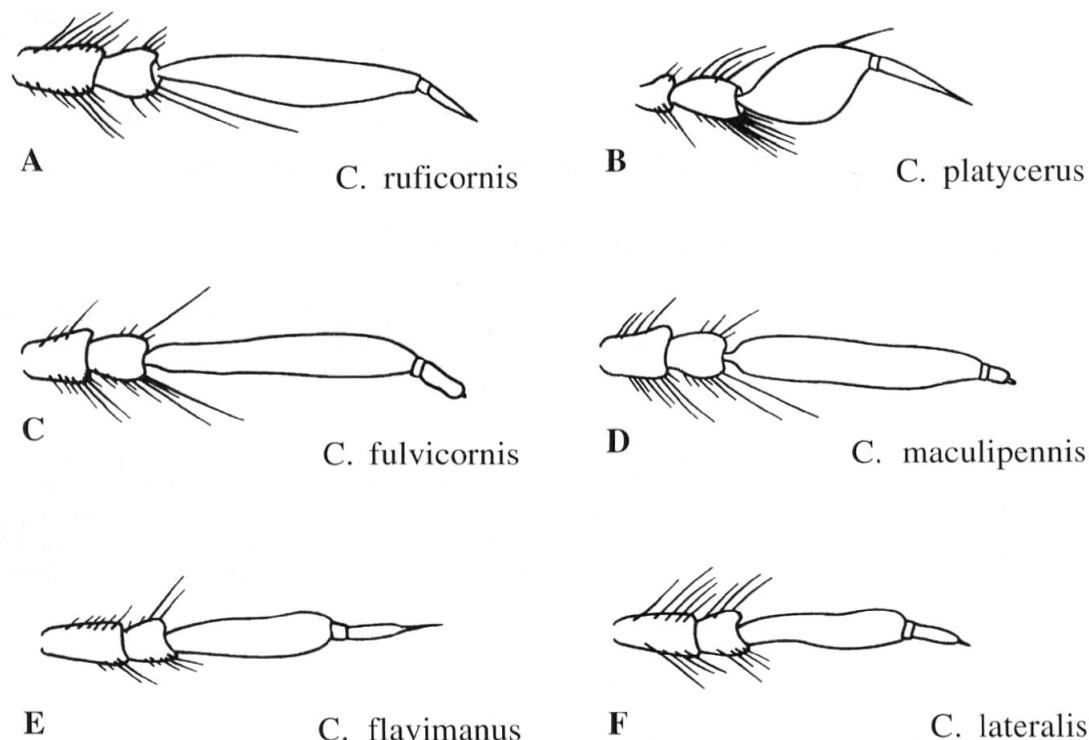 A
C. ruficornis
B
C. platycerus
C
C. fulvicornis
D
C. maculipennis
E
C. flavimanus
F
C. lateralis